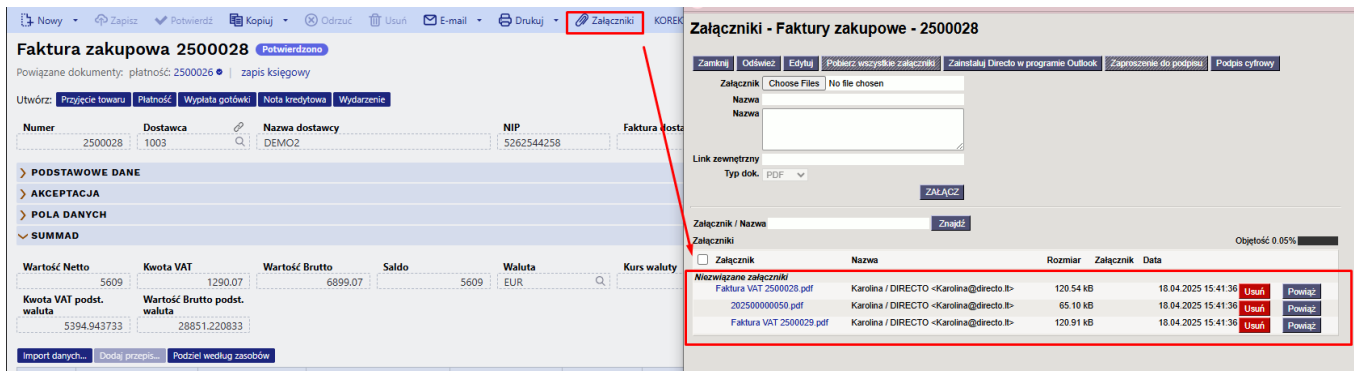 Nowy Zapisz Potwierdź Kopiuj Odrzuć Usuń E-mail Drukuj Załączniki KOREK
Faktura zakupowa 2500028 Potwierdzono
Powiązane dokumenty: płatność: 2500026 | zapis księgowy
Utwórz: Przyjęcie towaru Płatność Wypłata gotówki Nota kredytowa Wydarzenie
Numer Dostawca Nazwa dostawcy NIP Faktura dosta
2500028 1003 DEMO2 5262544258
PODSTAWOWE DANE
AKCEPTACJA
POLA DANYCH
SUMMAD
Wartość Netto Kwota VAT Wartość Brutto Saldo Waluta Kurs waluty
5609 1290.07 6899.07 5609 EUR
Kwota VAT podst. waluta Wartość Brutto podst. waluta
5394.943733 28851.220833
Import danych... Dodaj przepis... Podziel według zasobów
Załączniki - Faktury zakupowe - 2500028
Zamknij Odśwież Edytuj Pobierz wszystkie załączniki Zainstaluj Directo w programie Outlook Zaproszenie do podpisu Podpis cyfrowy
Załącznik Choose Files No file chosen
Nazwa
Nazwa
Link zewnętrzny
Typ dok. PDF
ZAŁĄCZ
Załącznik / Nazwa Znajdź
Załączniki Objętość 0.05%
Załącznik Nazwa Rozmiar Załącznik Data
Niezwiązane załączniki
Faktura VAT 2500028.pdf Karolina / DIRECTO <Karolina@directo.lt> 120.54 kB 18.04.2025 15:41:36 Usuń Powiąż
202500000050.pdf Karolina / DIRECTO <Karolina@directo.lt> 65.10 kB 18.04.2025 15:41:36 Usuń Powiąż
Faktura VAT 2500029.pdf Karolina / DIRECTO <Karolina@directo.lt> 120.91 kB 18.04.2025 15:41:36 Usuń Powiąż